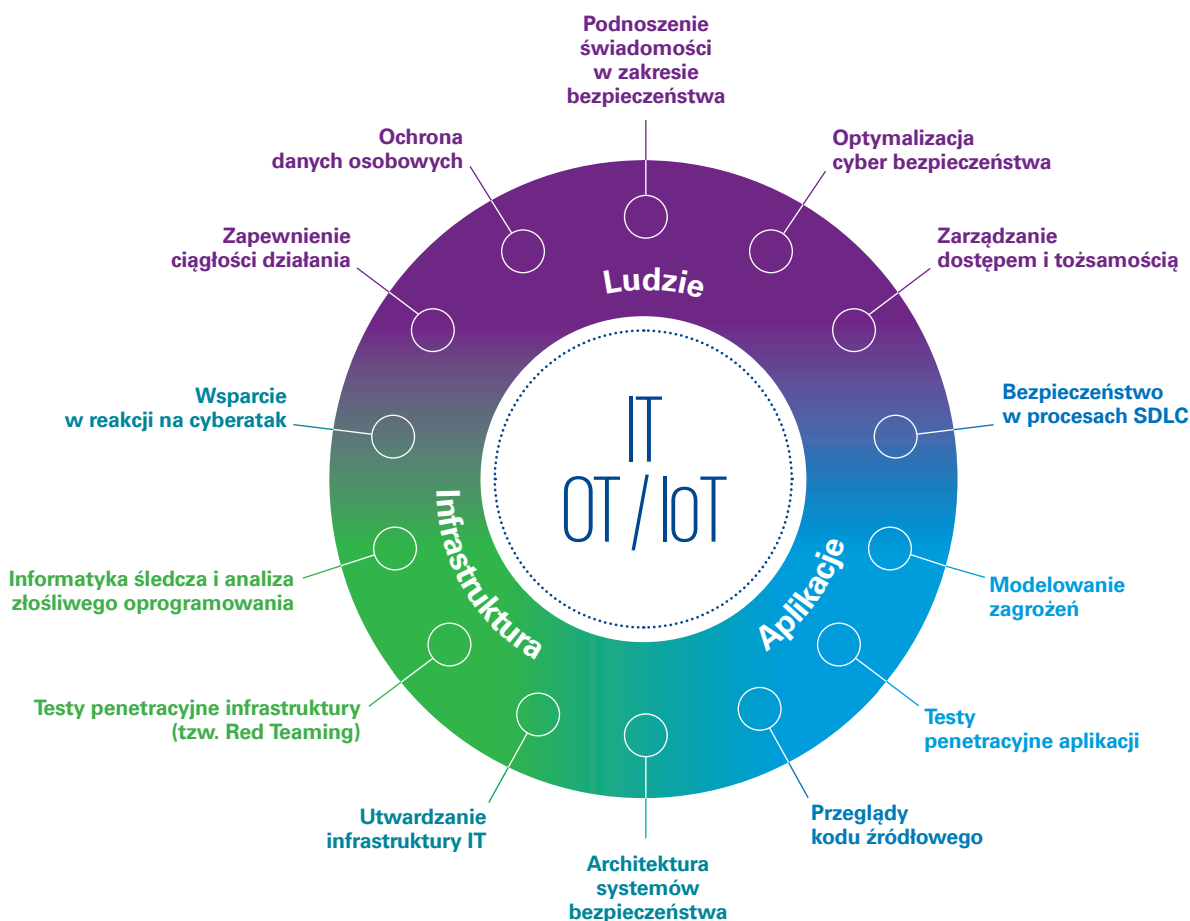 Podnoszenie
świadomości
w zakresie
bezpieczeństwa
Ochrona
danych osobowych
Optymalizacja
cyber bezpieczeństwa
Zapewnienie
ciągłości działania
Zarządzanie
dostępem i tożsamością
Ludzie
Wsparcie
w reakcji na cyberatak
Bezpieczeństwo
w procesach SDLC
IT
OT / IoT
Infrastruktura
Aplikacje
Informatyka śledcza i analiza
złośliwego oprogramowania
Modelowanie
zagrożeń
Testy penetracyjne infrastruktury
(tzw. Red Teaming)
Testy
penetracyjne aplikacji
Utwardzanie
infrastruktury IT
Przeglądy
kodu źródłowego
Architektura
systemów
bezpieczeństwa